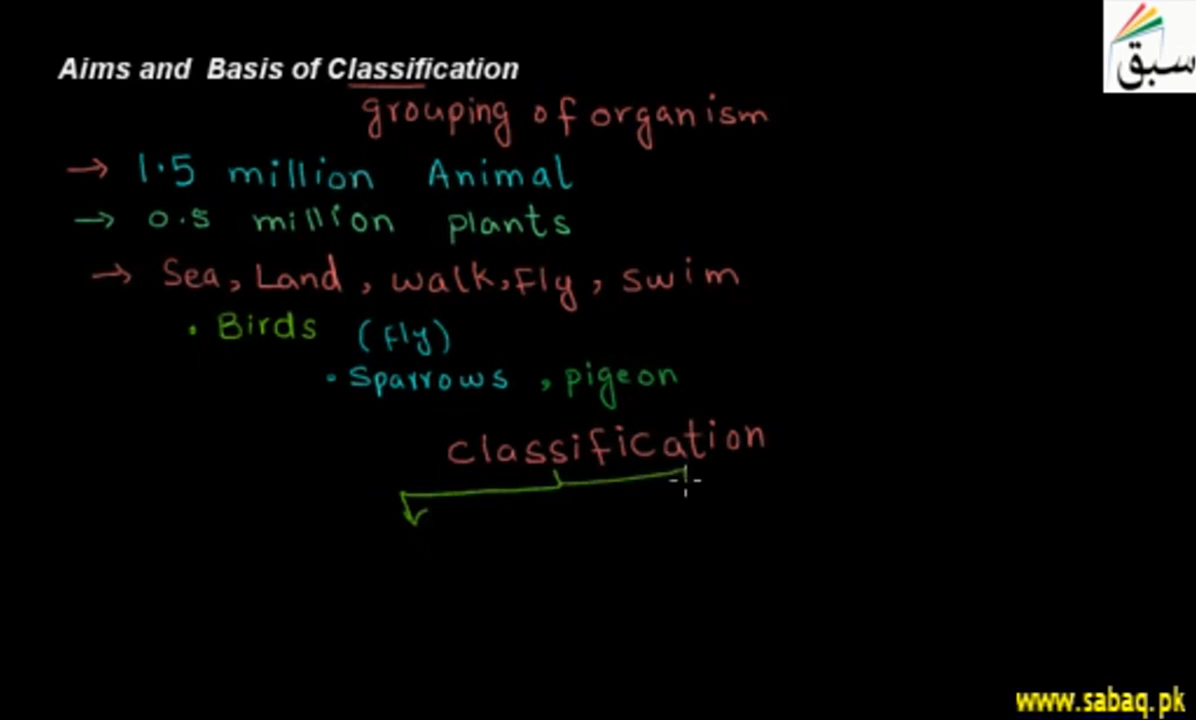 سبق
Aims and Basis of Classification
grouping of organism
→ 1.5 million Animal
→ 0.5 million plants
→ Sea, Land, walk, Fly, swim
• Birds (Fly)
• Sparrows, pigeon
classification
www.sabaq.pk